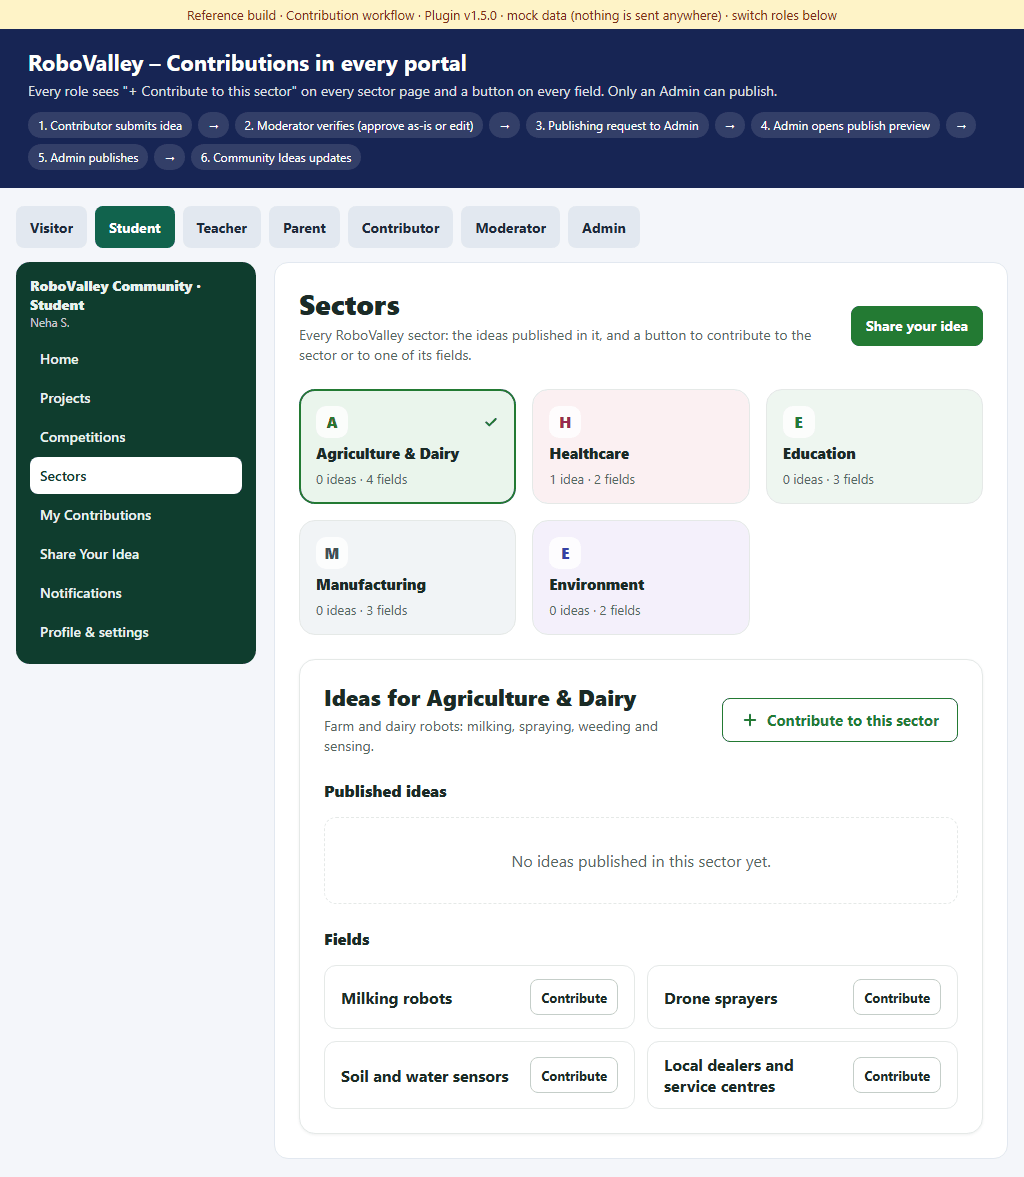 Reference build · Contribution workflow · Plugin v1.5.0 · mock data (nothing is sent anywhere) · switch roles below
RoboValley – Contributions in every portal
Every role sees "+ Contribute to this sector" on every sector page and a button on every field. Only an Admin can publish.
1. Contributor submits idea → 2. Moderator verifies (approve as-is or edit) → 3. Publishing request to Admin → 4. Admin opens publish preview →
5. Admin publishes → 6. Community Ideas updates
Visitor Student Teacher Parent Contributor Moderator Admin
RoboValley Community ·
Student
Neha S.
Home
Projects
Competitions
Sectors
My Contributions
Share Your Idea
Notifications
Profile & settings
Sectors
Every RoboValley sector: the ideas published in it, and a button to contribute to the
sector or to one of its fields.
Share your idea
A
Agriculture & Dairy
0 ideas · 4 fields
H
Healthcare
1 idea · 2 fields
E
Education
0 ideas · 3 fields
M
Manufacturing
0 ideas · 3 fields
E
Environment
0 ideas · 2 fields
Ideas for Agriculture & Dairy
Farm and dairy robots: milking, spraying, weeding and
sensing.
+ Contribute to this sector
Published ideas
No ideas published in this sector yet.
Fields
Milking robots Contribute
Drone sprayers Contribute
Soil and water sensors Contribute
Local dealers and
service centres
Contribute